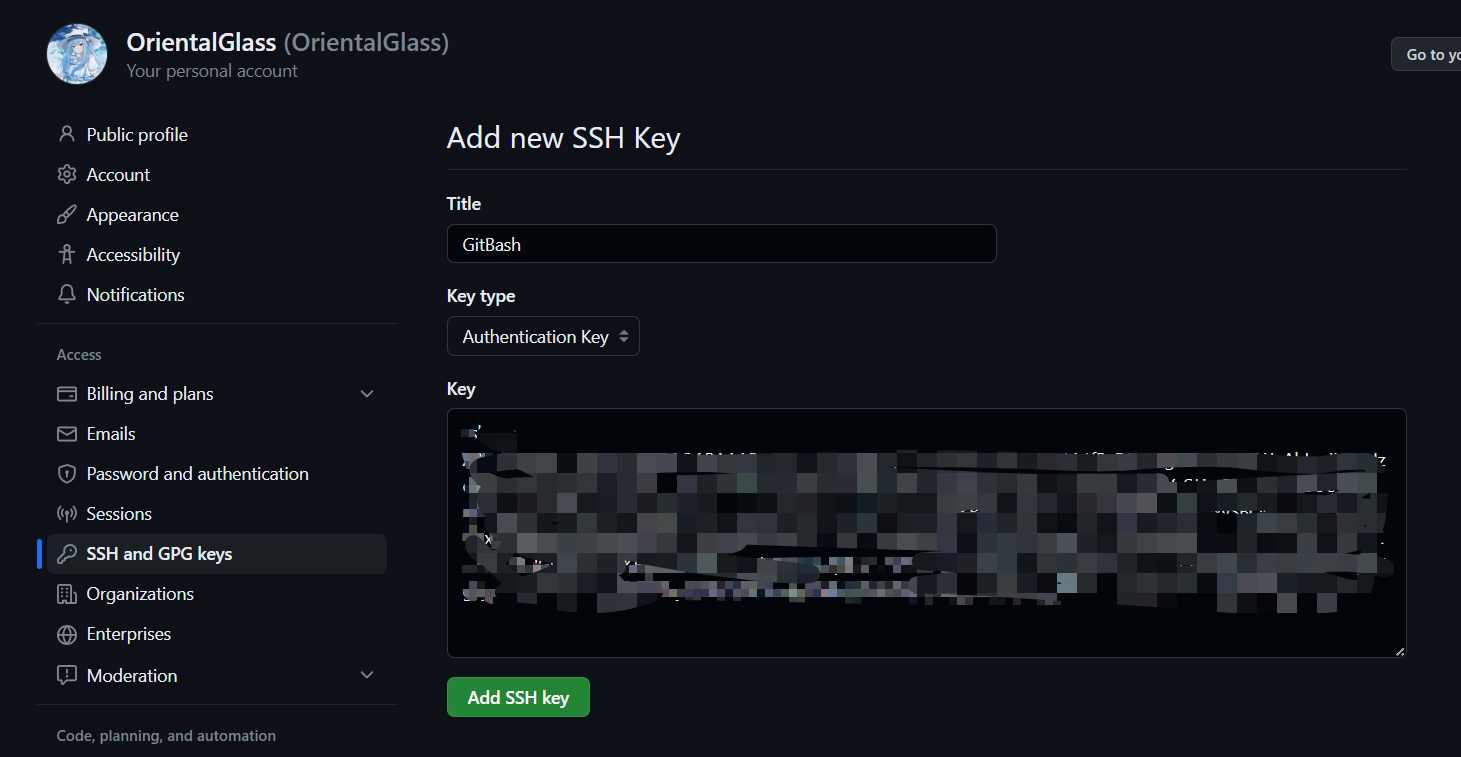 OrientalGlass (OrientalGlass)
Your personal account
Go to yo
Public profile
Account
Appearance
Accessibility
Notifications
Access
Billing and plans
Emails
Password and authentication
Sessions
SSH and GPG keys
Organizations
Enterprises
Moderation
Code, planning, and automation
Add new SSH Key
Title
GitBash
Key type
Authentication Key
Key
Add SSH key